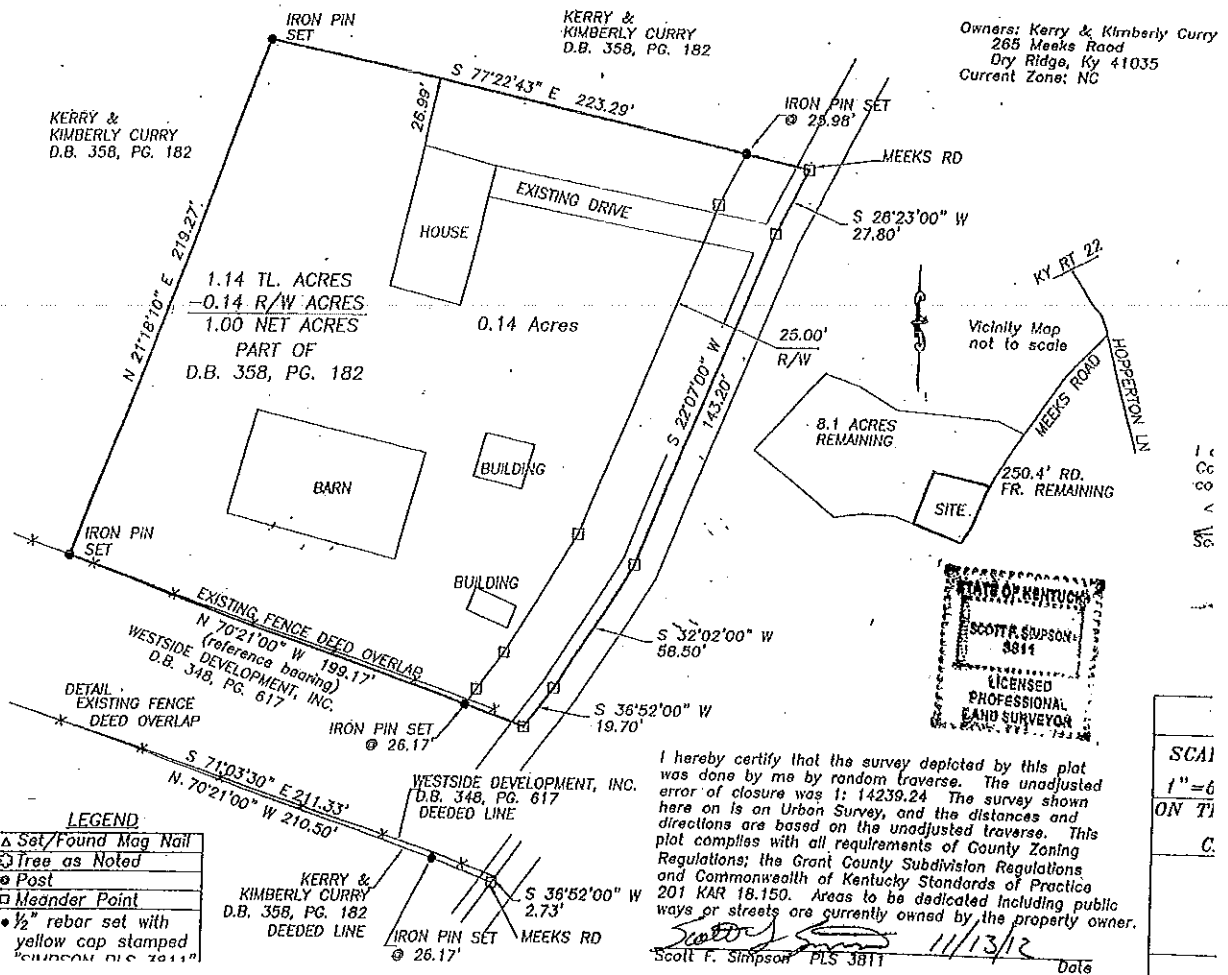 IRON PIN
SET
KERRY &
KIMBERLY CURRY
D.B. 358, PG. 182
Owners: Kerry & Kimberly Curry
265 Meeks Road
Dry Ridge, Ky 41035
Current Zone: NC
S 77°22'43" E 223.29'
IRON PIN SET
@ 25.98'
KERRY &
KIMBERLY CURRY
D.B. 358, PG. 182
26.99'
MEEKS RD
EXISTING DRIVE
S 26°23'00" W
27.80'
HOUSE
N 21°18'10" E 219.27'
1.14 TL. ACRES
-0.14 R/W ACRES
1.00 NET ACRES
PART OF
D.B. 358, PG. 182
0.14 Acres
25.00'
R/W
S 22°07'00" W
143.20'
KY RT 22
Vicinity Map
not to scale
HOPPERTON LN
MEEKS ROAD
8.1 ACRES
REMAINING
250.4' RD.
FR. REMAINING
SITE
BUILDING
BARN
IRON PIN
SET
BUILDING
EXISTING FENCE DEED OVERLAP
N 70°21'00" W 199.17'
(reference bearing)
WESTSIDE DEVELOPMENT, INC.
D.B. 348, PG. 617
S 32°02'00" W
58.50'
STATE OF KENTUCKY
SCOTT F. SIMPSON
3811
LICENSED
PROFESSIONAL
LAND SURVEYOR
DETAIL
EXISTING FENCE
DEED OVERLAP
IRON PIN SET
@ 26.17'
S 36°52'00" W
19.70'
S 71°03'30" E 211.33'
N. 70°21'00" W 210.50'
WESTSIDE DEVELOPMENT, INC.
D.B. 348, PG. 617
DEEDED LINE
KERRY &
KIMBERLY CURRY
D.B. 358, PG. 182
DEEDED LINE
IRON PIN SET
@ 26.17'
MEEKS RD
S 36°52'00" W
2.73'
LEGEND
Set/Found Mag Nail
Tree as Noted
Post
Meander Point
½" rebar set with
yellow cap stamped
"SIMPSON PLS 3811"
I hereby certify that the survey depicted by this plat
was done by me by random traverse. The unadjusted
error of closure was 1: 14239.24 The survey shown
here on is an Urban Survey, and the distances and
directions are based on the unadjusted traverse. This
plat complies with all requirements of County Zoning
Regulations; the Grant County Subdivision Regulations
and Commonwealth of Kentucky Standards of Practice
201 KAR 18.150. Areas to be dedicated including public
ways or streets are currently owned by the property owner.
11/13/12
Scott F. Simpson PLS 3811 Date
1"=6